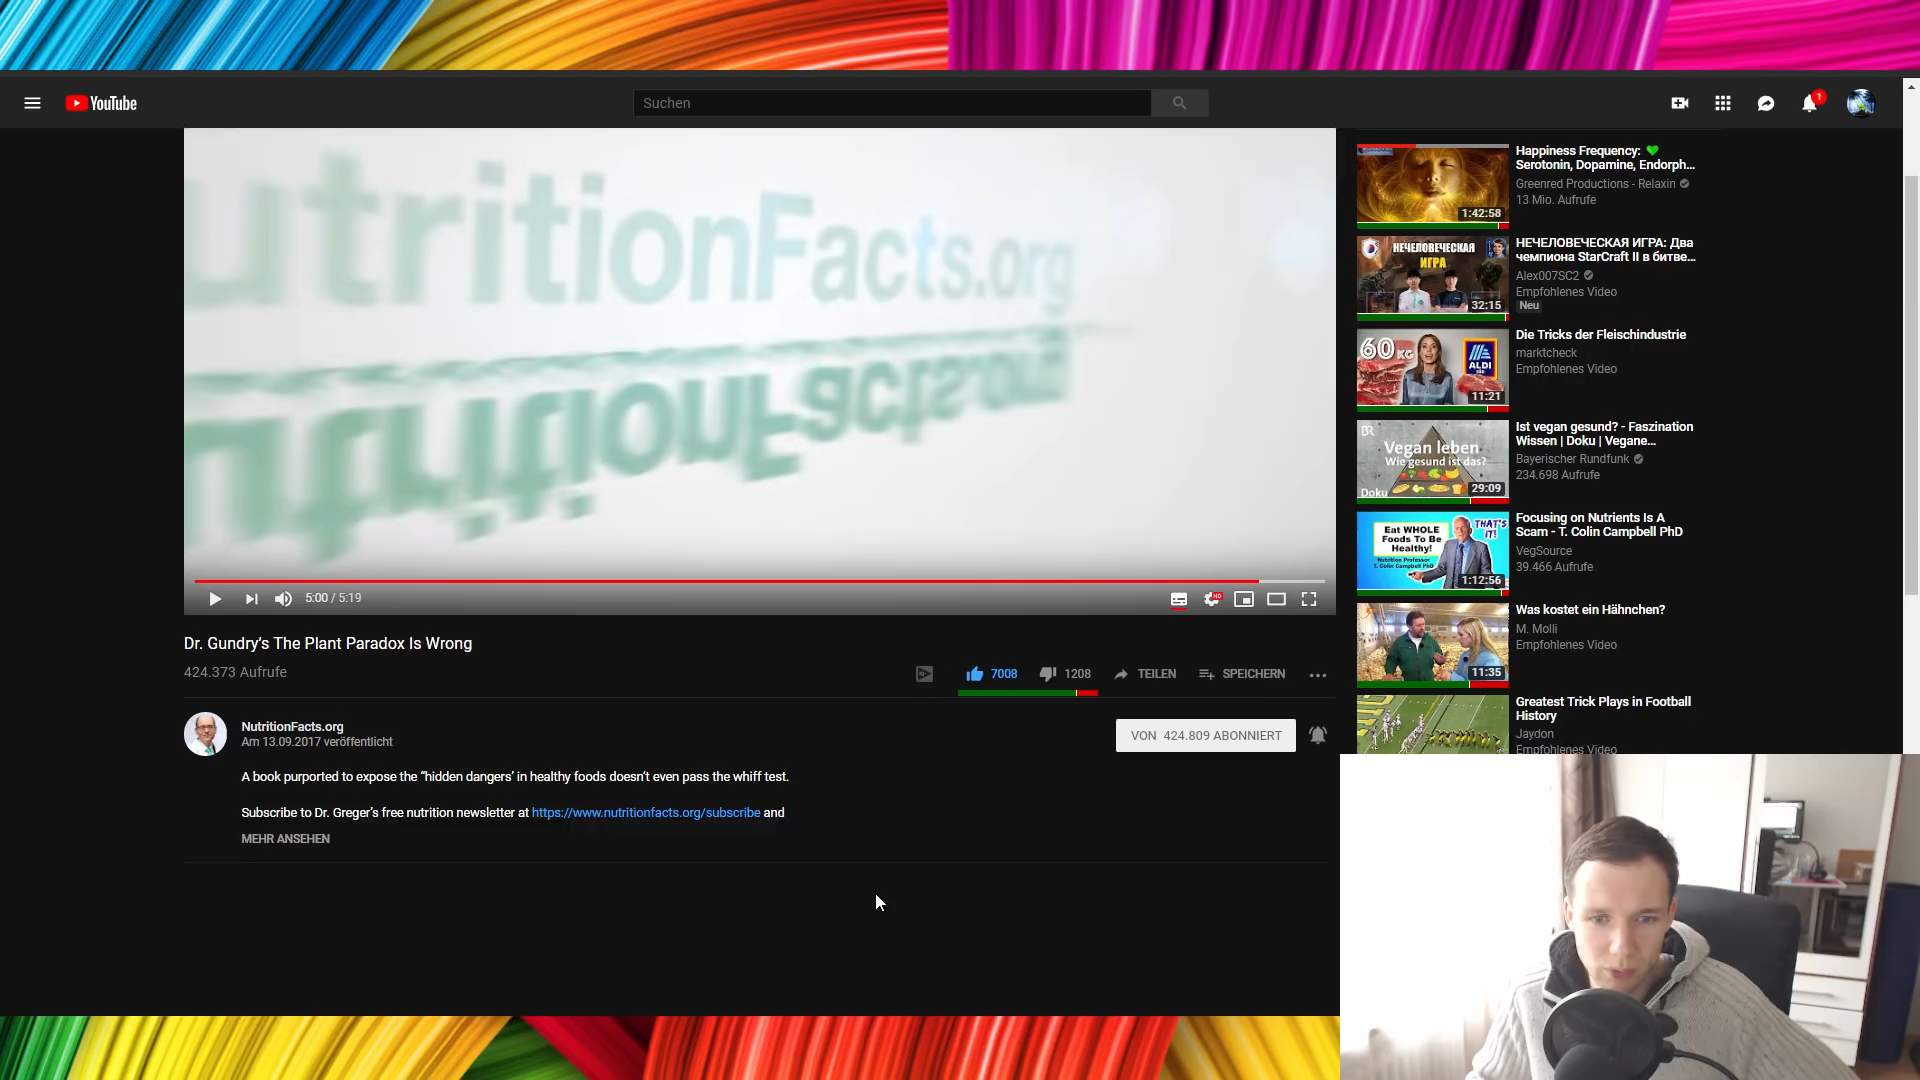 YouTube
Suchen
1
utritionFacts.org
5:00 / 5:19
HD
Dr. Gundry's The Plant Paradox Is Wrong
424.373 Aufrufe
7008
1208
TEILEN
SPEICHERN
NutritionFacts.org
Am 13.09.2017 veröffentlicht
VON 424.809 ABONNIERT
A book purported to expose the “hidden dangers’ in healthy foods doesn’t even pass the whiff test.
Subscribe to Dr. Greger’s free nutrition newsletter at https://www.nutritionfacts.org/subscribe and
MEHR ANSEHEN
1:42:58
Happiness Frequency: 💚
Serotonin, Dopamine, Endorph...
Greenred Productions - Relaxin
13 Mio. Aufrufe
НЕЧЕЛОВЕЧЕСКАЯ
ИГРА
32:15
НЕЧЕЛОВЕЧЕСКАЯ ИГРА: Два
чемпиона StarCraft II в битве...
Alex007SC2
Empfohlenes Video
Neu
60 KG
ALDI
11:21
Die Tricks der Fleischindustrie
marktcheck
Empfohlenes Video
BR
Vegan leben
Wie gesund ist das?
Doku
29:09
Ist vegan gesund? - Faszination
Wissen | Doku | Vegane...
Bayerischer Rundfunk
234.698 Aufrufe
Eat WHOLE
Foods To Be
Healthy!
Nutrition Professor
T. Colin Campbell PhD
THAT'S
IT!
1:12:56
Focusing on Nutrients Is A
Scam - T. Colin Campbell PhD
VegSource
39.466 Aufrufe
11:35
Was kostet ein Hähnchen?
M. Molli
Empfohlenes Video
Greatest Trick Plays in Football
History
Jaydon
Empfohlenes Video